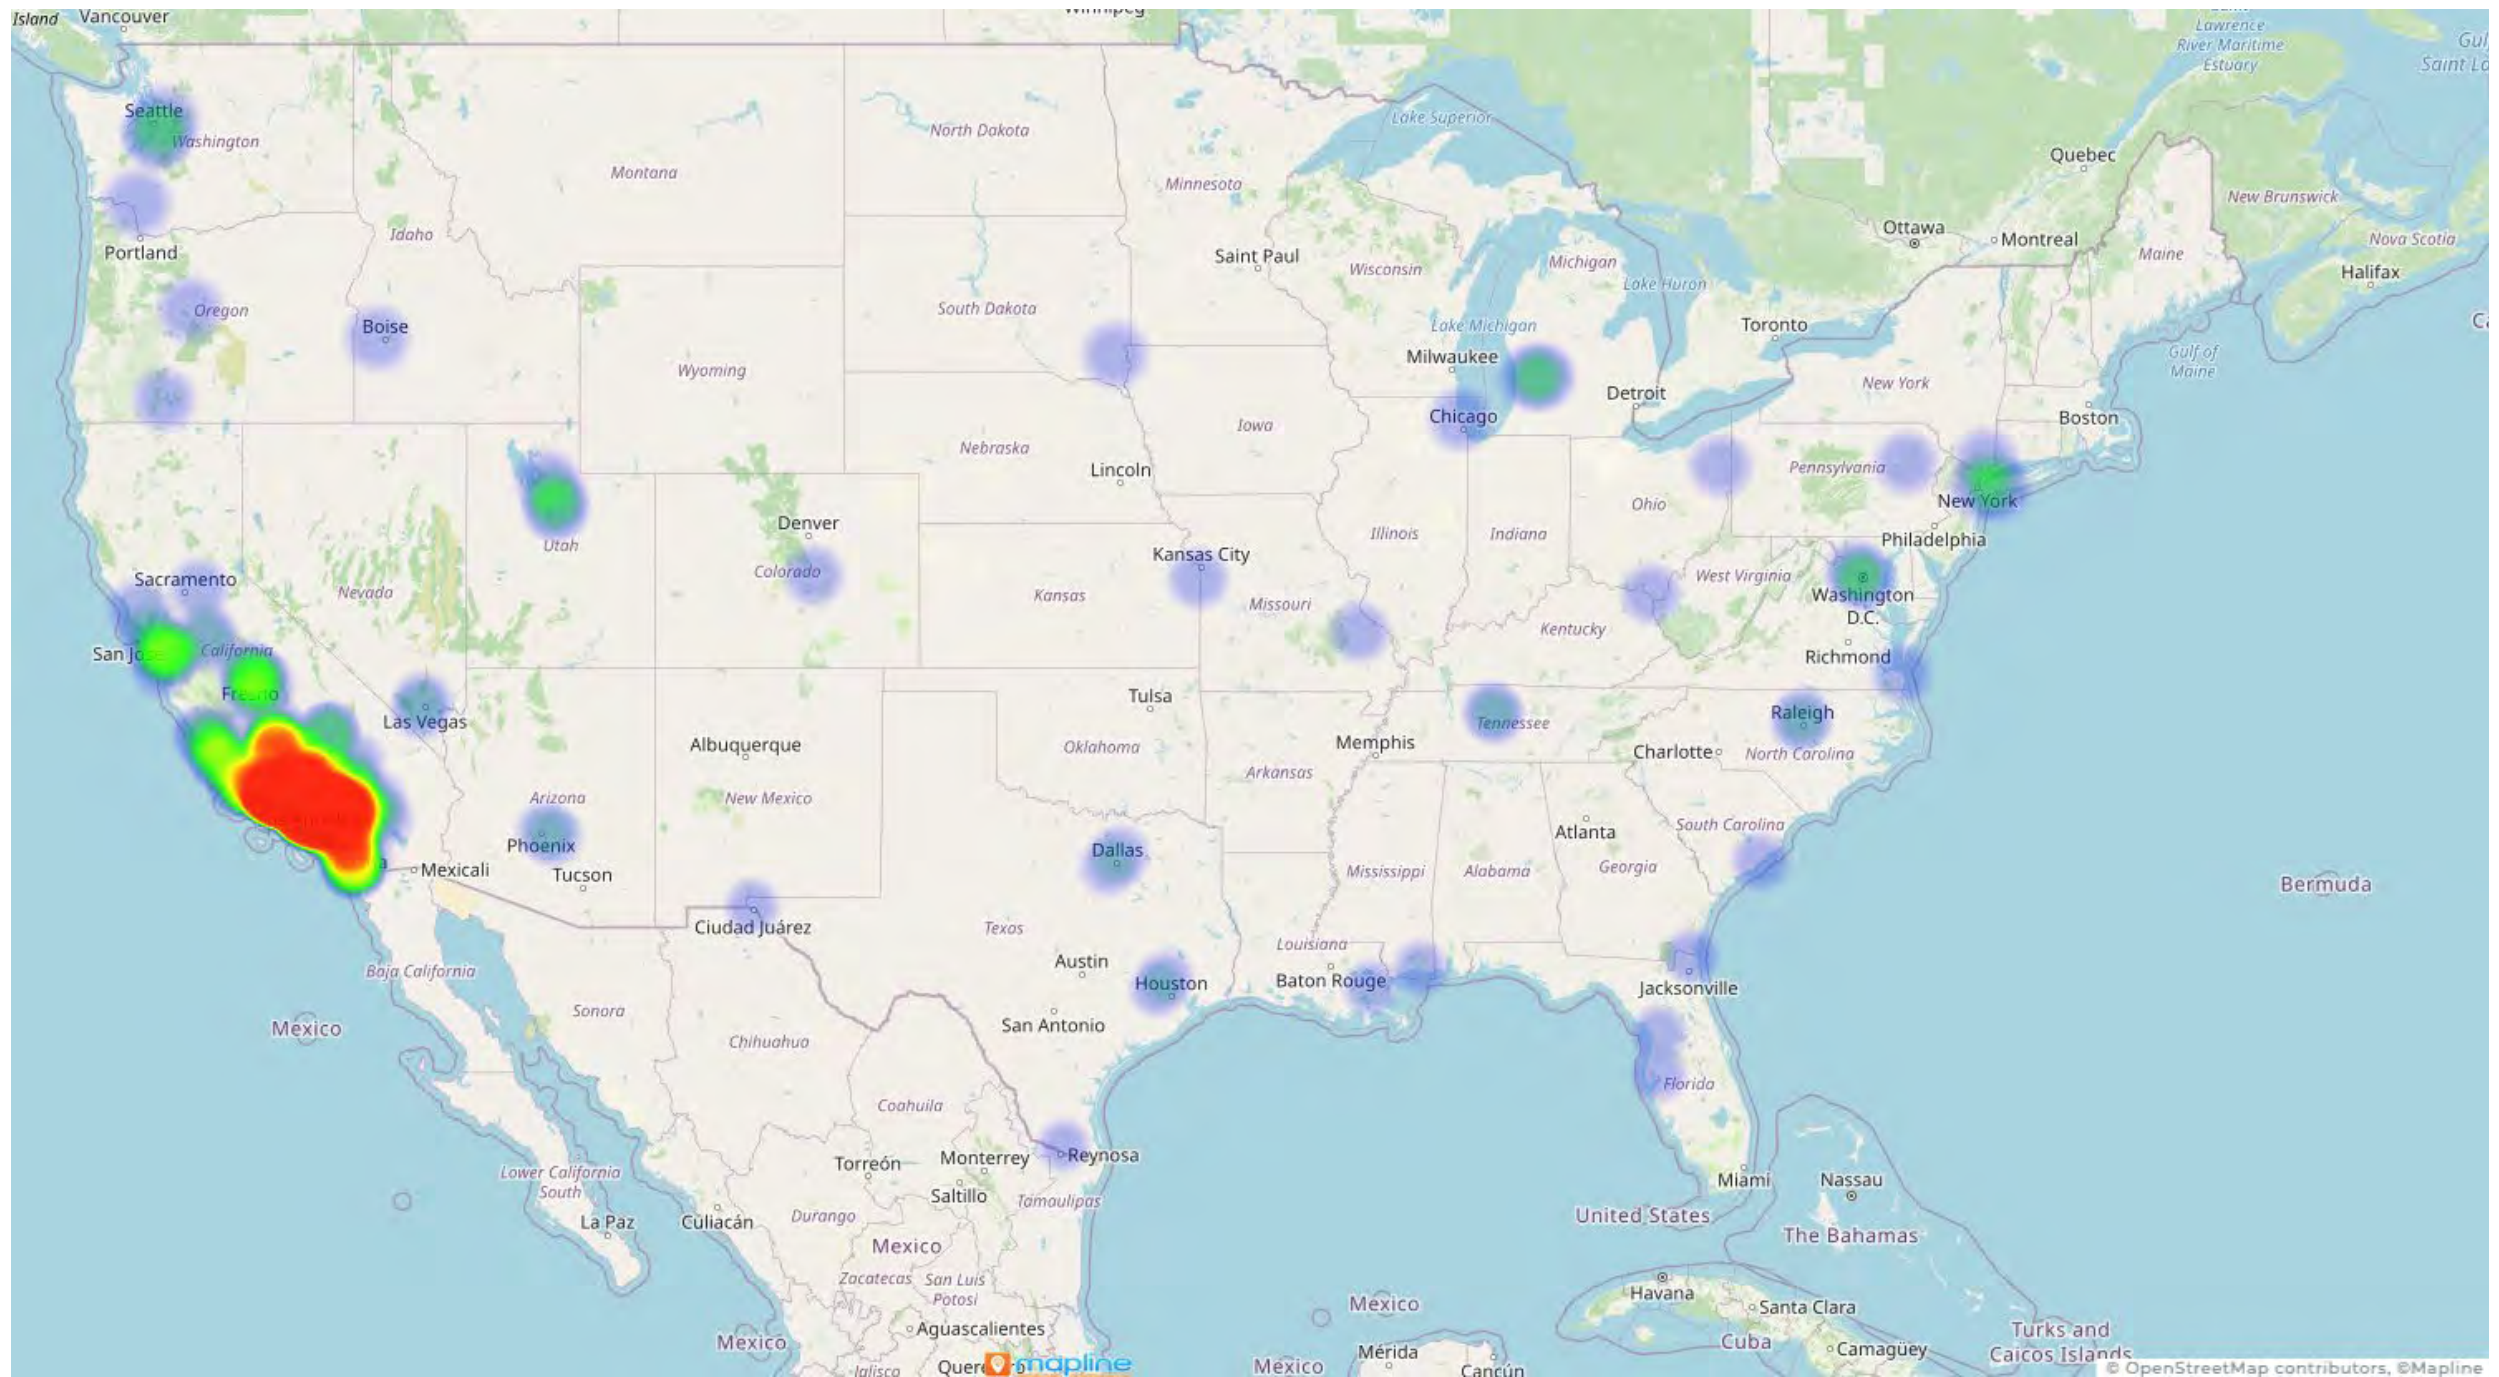 Island
Vancouver
Winnipeg
Lawrence
River Maritime
Estuary
Seattle
Washington
North Dakota
Lake Superior
Montana
Minnesota
Quebec
New Brunswick
Idaho
Portland
Saint Paul
Wisconsin
Michigan
Ottawa
Montreal
Maine
Nova Scotia
Halifax
Lake Huron
Oregon
Boise
South Dakota
Lake Michigan
Toronto
Gulf of
Maine
Wyoming
Milwaukee
Detroit
New York
Chicago
Boston
Iowa
Nebraska
Lincoln
Pennsylvania
Ohio
New York
Denver
Utah
Colorado
Kansas City
Illinois
Indiana
Philadelphia
Sacramento
Nevada
Kansas
Missouri
West Virginia
Washington
D.C.
Kentucky
San Jose
California
Richmond
Fresno
Las Vegas
Tulsa
Tennessee
Raleigh
Albuquerque
Oklahoma
Memphis
Charlotte
North Carolina
Arkansas
Arizona
New Mexico
Los Angeles
South Carolina
Phoenix
Atlanta
Dallas
Mexicali
Tucson
Mississippi
Alabama
Georgia
Bermuda
Ciudad Juárez
Texas
Louisiana
Baja California
Austin
Houston
Baton Rouge
Jacksonville
Sonora
Mexico
San Antonio
Chihuahua
Florida
Coahuila
Torreón
Monterrey
Reynosa
Lower California
South
Saltillo
Tamaulipas
Miami
Nassau
La Paz
Culiacán
Durango
United States
The Bahamas
Mexico
Zacatecas
San Luis
Potosi
Havana
Santa Clara
Mexico
Aguascalientes
Mexico
Cuba
Camagüey
Turks and
Caicos Islands
Mérida
Jalisco
mapline
Mexico
Cancún
© OpenStreetMap contributors, ©Mapline